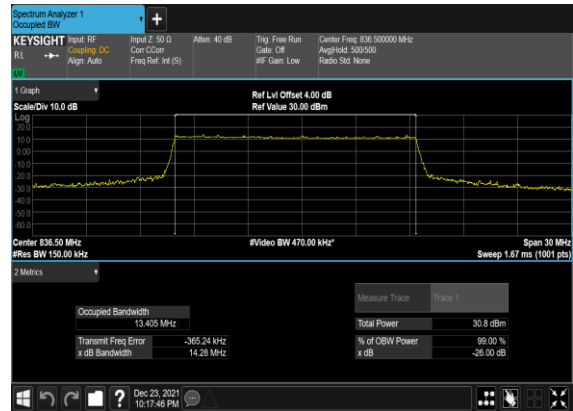 Spectrum Analyzer 1
Occupied BW
KEYSIGHT Input: RF Input Z: 50 Ω Atten: 40 dB Trig: Free Run Center Freq: 836.500000 MHz
RL Coupling: DC Corr CCorr Gate: Off Avg|Hold: 500/500
Align: Auto Freq Ref: Int (S) #IF Gain: Low Radio Std: None
1 Graph
Ref Lvl Offset 4.00 dB
Scale/Div 10.0 dB Ref Value 30.00 dBm
Log
20.0
10.0
0.00
-10.0
-20.0
-30.0
-40.0
-50.0
-60.0
Center 836.50 MHz #Video BW 470.00 kHz* Span 30 MHz
#Res BW 150.00 kHz Sweep 1.67 ms (1001 pts)
2 Metrics
Measure Trace Trace 1
Occupied Bandwidth
13.405 MHz Total Power 30.8 dBm
Transmit Freq Error -365.24 kHz % of OBW Power 99.00 %
x dB Bandwidth 14.28 MHz x dB -26.00 dB
? Dec 23, 2021
10:17:46 PM